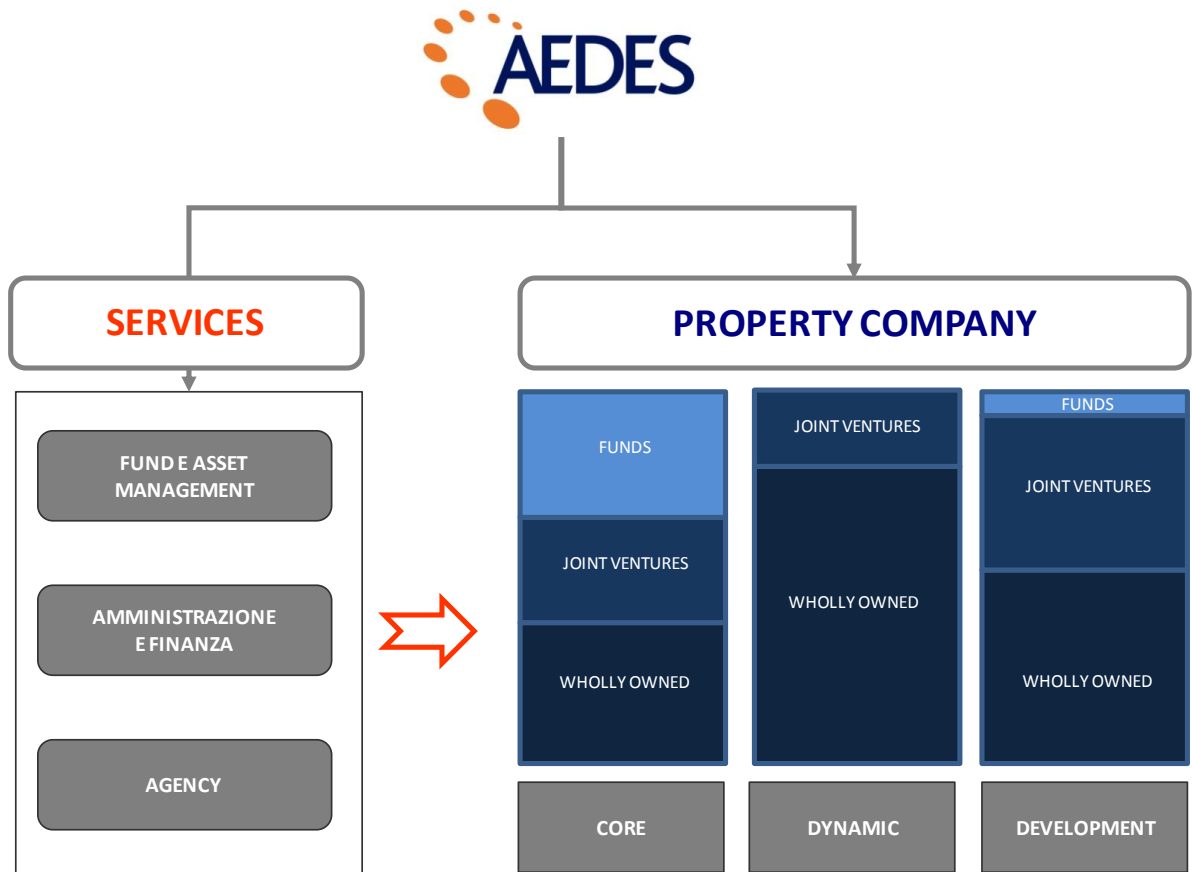 AEDES
SERVICES
PROPERTY COMPANY
FUND E ASSET
MANAGEMENT
AMMINISTRAZIONE
E FINANZA
AGENCY
FUNDS
JOINT VENTURES
WHOLLY OWNED
CORE
JOINT VENTURES
WHOLLY OWNED
DYNAMIC
FUNDS
JOINT VENTURES
WHOLLY OWNED
DEVELOPMENT